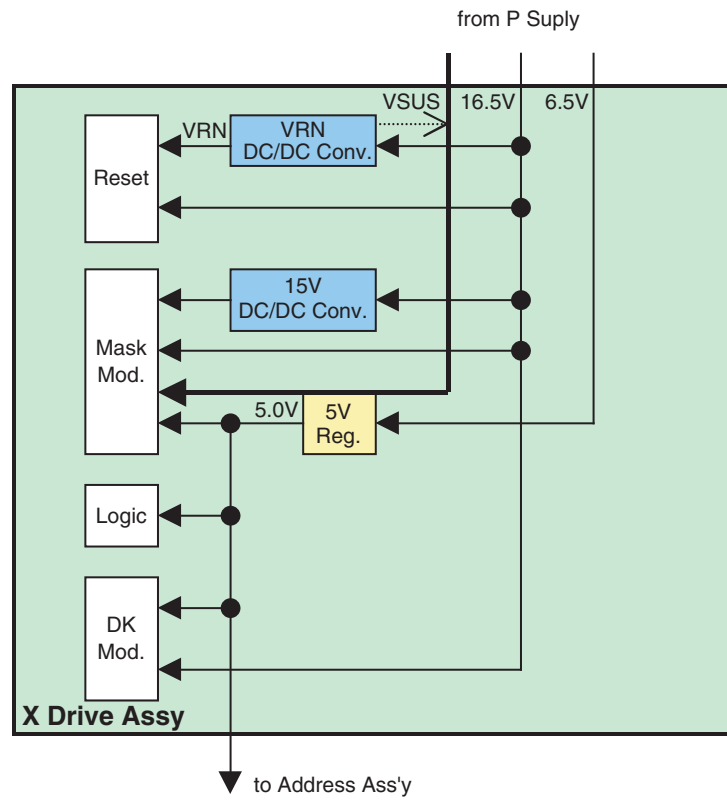 from P Suply
VSUS 16.5V 6.5V
VRN
VRN
DC/DC Conv.
Reset
15V
DC/DC Conv.
Mask
Mod.
5.0V
5V
Reg.
Logic
DK
Mod.
X Drive Assy
to Address Ass'y